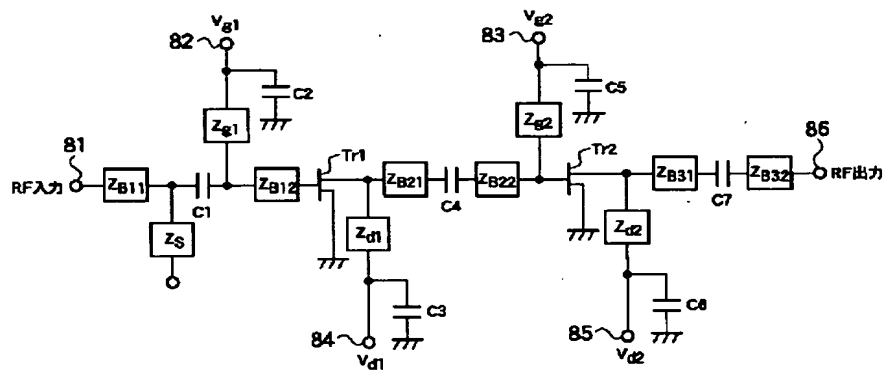 Vg1
82
C2
Zg1
Vg2
83
C5
Zg2
81
RF入力
ZB11
C1
ZS
ZB12
Tr1
ZB21
C4
ZB22
Tr2
ZB31
C7
ZB32
86
RF出力
Zd1
C3
84
Vd1
Zd2
C6
85
Vd2